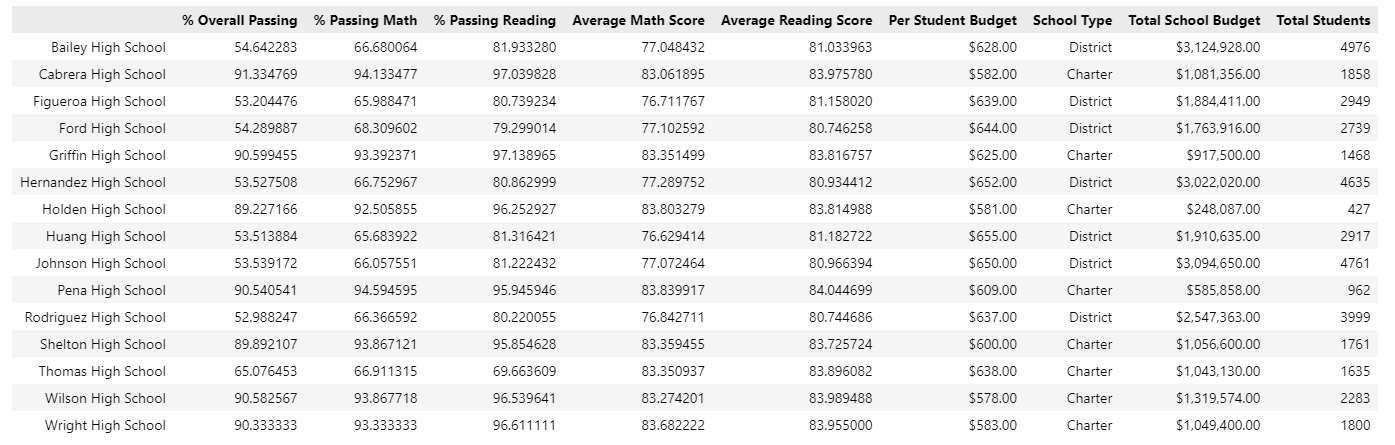 % Overall Passing % Passing Math % Passing Reading Average Math Score Average Reading Score Per Student Budget School Type Total School Budget Total Students
Bailey High School 54.642283 66.680064 81.933280 77.048432 81.033963 $628.00 District $3,124,928.00 4976
Cabrera High School 91.334769 94.133477 97.039828 83.061895 83.975780 $582.00 Charter $1,081,356.00 1858
Figueroa High School 53.204476 65.988471 80.739234 76.711767 81.158020 $639.00 District $1,884,411.00 2949
Ford High School 54.289887 68.309602 79.299014 77.102592 80.746258 $644.00 District $1,763,916.00 2739
Griffin High School 90.599455 93.392371 97.138965 83.351499 83.816757 $625.00 Charter $917,500.00 1468
Hernandez High School 53.527508 66.752967 80.862999 77.289752 80.934412 $652.00 District $3,022,020.00 4635
Holden High School 89.227166 92.505855 96.252927 83.803279 83.814988 $581.00 Charter $248,087.00 427
Huang High School 53.513884 65.683922 81.316421 76.629414 81.182722 $655.00 District $1,910,635.00 2917
Johnson High School 53.539172 66.057551 81.222432 77.072464 80.966394 $650.00 District $3,094,650.00 4761
Pena High School 90.540541 94.594595 95.945946 83.839917 84.044699 $609.00 Charter $585,858.00 962
Rodriguez High School 52.988247 66.366592 80.220055 76.842711 80.744686 $637.00 District $2,547,363.00 3999
Shelton High School 89.892107 93.867121 95.854628 83.359455 83.725724 $600.00 Charter $1,056,600.00 1761
Thomas High School 65.076453 66.911315 69.663609 83.350937 83.896082 $638.00 Charter $1,043,130.00 1635
Wilson High School 90.582567 93.867718 96.539641 83.274201 83.989488 $578.00 Charter $1,319,574.00 2283
Wright High School 90.333333 93.333333 96.611111 83.682222 83.955000 $583.00 Charter $1,049,400.00 1800